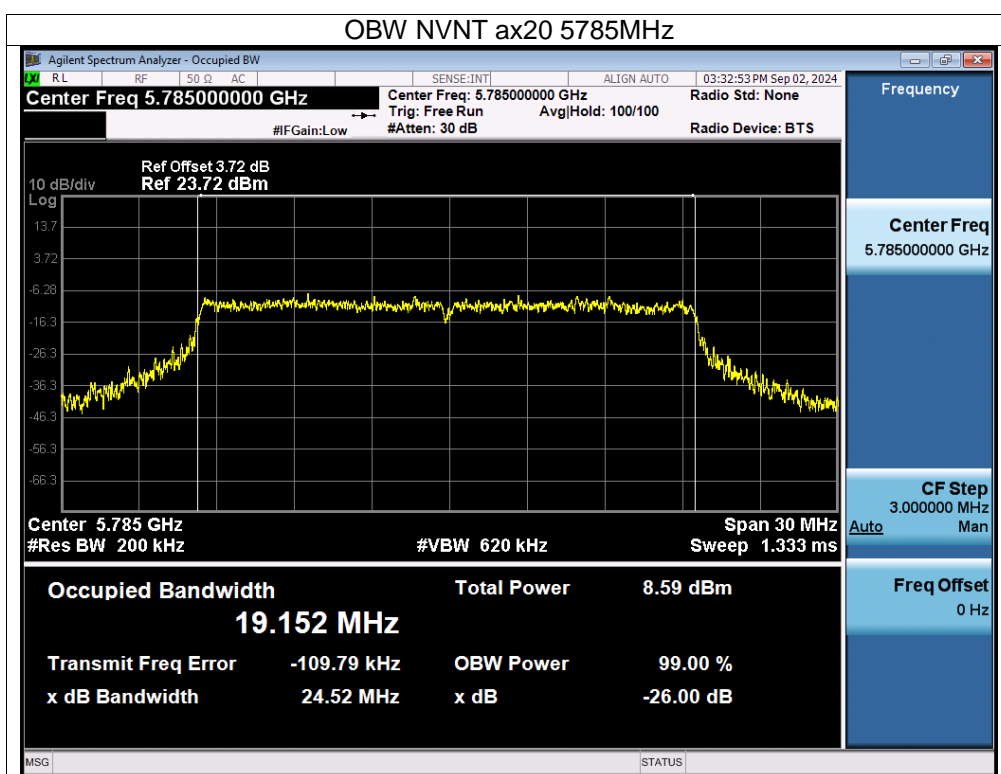 OBW NVNT ax20 5785MHz
Agilent Spectrum Analyzer - Occupied BW
LXI RL RF 50 Ω AC SENSE:INT ALIGN AUTO 03:32:53 PM Sep 02, 2024
Center Freq 5.785000000 GHz
Center Freq: 5.785000000 GHz Radio Std: None
Trig: Free Run Avg|Hold: 100/100
#IFGain:Low #Atten: 30 dB Radio Device: BTS
Ref Offset 3.72 dB
10 dB/div Ref 23.72 dBm
Log
13.7
3.72
-6.28
-16.3
-26.3
-36.3
-46.3
-56.3
-66.3
Center 5.785 GHz Span 30 MHz
#Res BW 200 kHz #VBW 620 kHz Sweep 1.333 ms
Occupied Bandwidth Total Power 8.59 dBm
19.152 MHz
Transmit Freq Error -109.79 kHz OBW Power 99.00 %
x dB Bandwidth 24.52 MHz x dB -26.00 dB
MSG STATUS
Frequency
Center Freq
5.785000000 GHz
CF Step
3.000000 MHz
Auto Man
Freq Offset
0 Hz